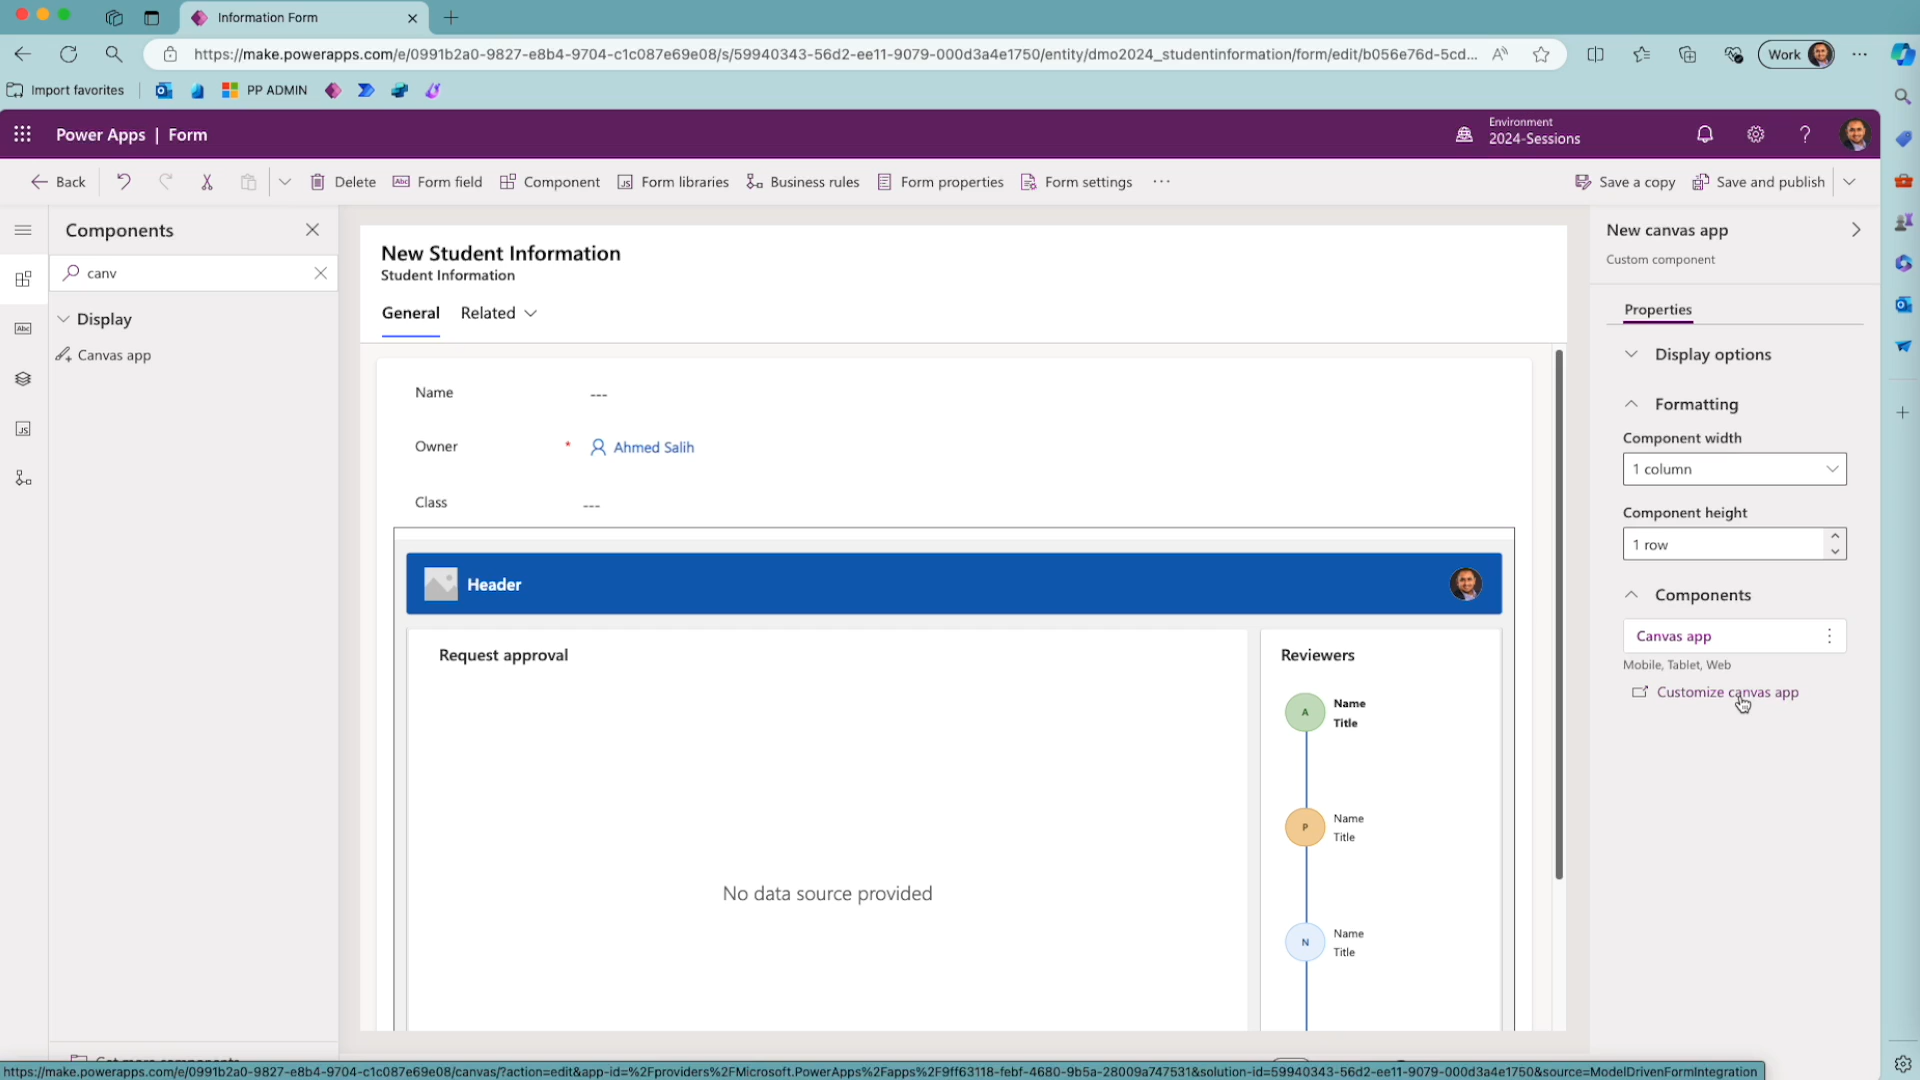 Information Form
https://make.powerapps.com/e/0991b2a0-9827-e8b4-9704-c1c087e69e08/s/59940343-56d2-ee11-9079-000d3a4e1750/entity/dmo2024_studentinformation/form/edit/b056e76d-5cd...
Work
Import favorites
PP ADMIN
Power Apps | Form
Environment
2024-Sessions
Back
Delete
Form field
Component
Form libraries
Business rules
Form properties
Form settings
Save a copy
Save and publish
Components
canv
Display
Canvas app
New Student Information
Student Information
General
Related
Name
---
Owner
*
Ahmed Salih
Class
---
Header
Request approval
No data source provided
Reviewers
A
Name
Title
P
Name
Title
N
Name
Title
New canvas app
Custom component
Properties
Display options
Formatting
Component width
1 column
Component height
1 row
Components
Canvas app
Mobile, Tablet, Web
Customize canvas app
Get more components
https://make.powerapps.com/e/0991b2a0-9827-e8b4-9704-c1c087e69e08/canvas/?action=edit&app-id=%2Fproviders%2FMicrosoft.PowerApps%2Fapps%2F9ff63118-febf-4680-9b5a-28009a747531&solution-id=59940343-56d2-ee11-9079-000d3a4e1750&source=ModelDrivenFormIntegration